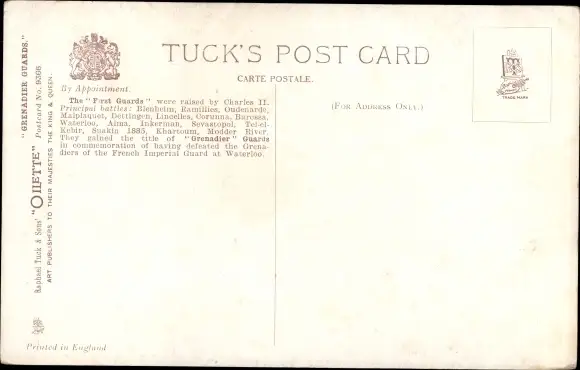 "GRENADIER GUARDS."
Raphael Tuck & Sons' "OILETTE" Postcard No. 9306
ART PUBLISHERS TO THEIR MAJESTIES THE KING & QUEEN.
TUCK'S POST CARD
CARTE POSTALE.
By Appointment.
(FOR ADDRESS ONLY.)
The "First Guards" were raised by Charles II.
Principal battles: Blenheim, Ramillies, Oudenarde,
Malplaquet, Dettingen, Lincelles, Corunna, Barossa,
Waterloo, Alma, Inkerman, Sevastopol, Tel-el-
Kebir, Suakin 1885, Khartoum, Modder River.
They gained the title of "Grenadier" Guards
in commemoration of having defeated the Grena-
diers of the French Imperial Guard at Waterloo.
TRADE MARK
Printed in England